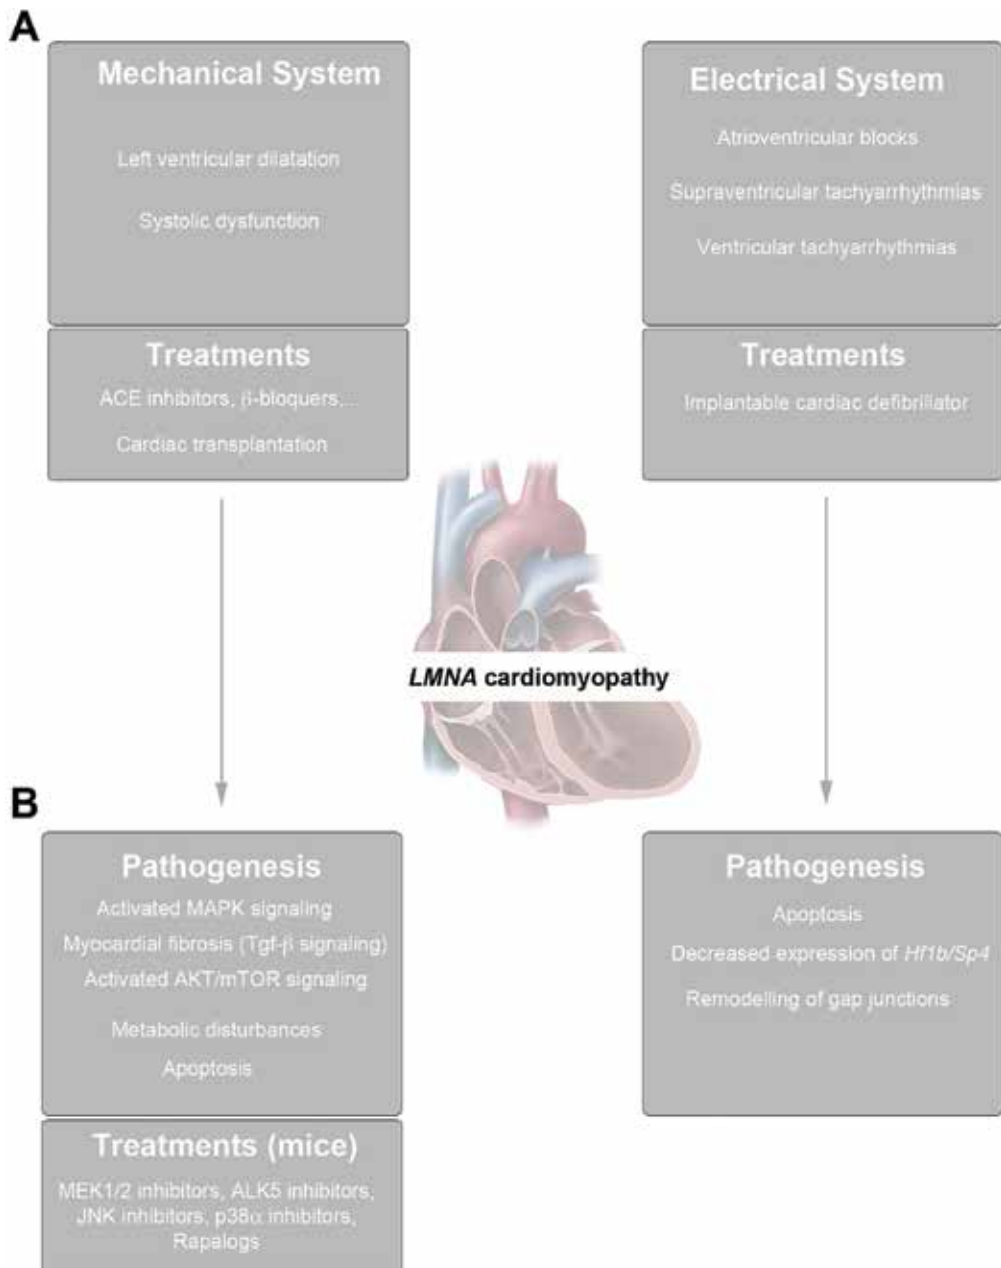 A
Mechanical System
Left ventricular dilatation
Systolic dysfunction
Treatments
ACE inhibitors, β-bloquers,...
Cardiac transplantation
Electrical System
Atrioventricular blocks
Supraventricular tachyarrhythmias
Ventricular tachyarrhythmias
Treatments
Implantable cardiac defibrillator
LMNA cardiomyopathy
B
Pathogenesis
Activated MAPK signaling
Myocardial fibrosis (Tgf-β signaling)
Activated AKT/mTOR signaling
Metabolic disturbances
Apoptosis
Treatments (mice)
MEK1/2 inhibitors, ALK5 inhibitors,
JNK inhibitors, p38α inhibitors,
Rapalogs
Pathogenesis
Apoptosis
Decreased expression of Hf1b/Sp4
Remodelling of gap junctions